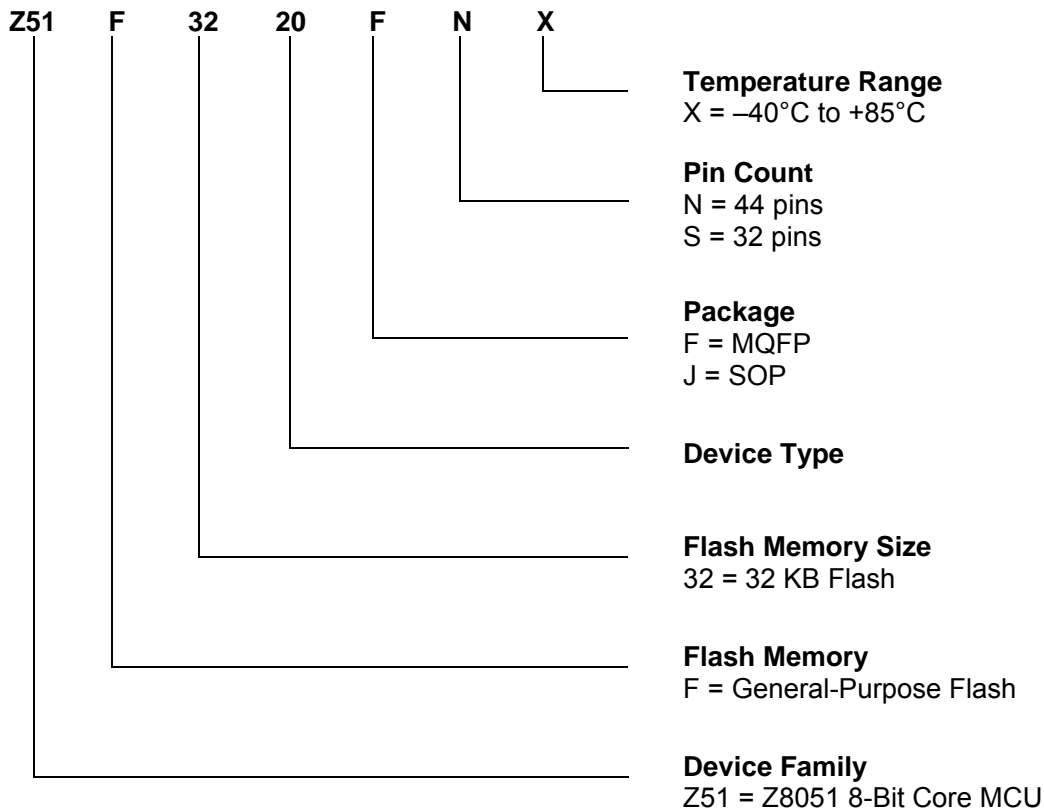 Z51 F 32 20 F N X
Temperature Range
X = –40°C to +85°C
Pin Count
N = 44 pins
S = 32 pins
Package
F = MQFP
J = SOP
Device Type
Flash Memory Size
32 = 32 KB Flash
Flash Memory
F = General-Purpose Flash
Device Family
Z51 = Z8051 8-Bit Core MCU